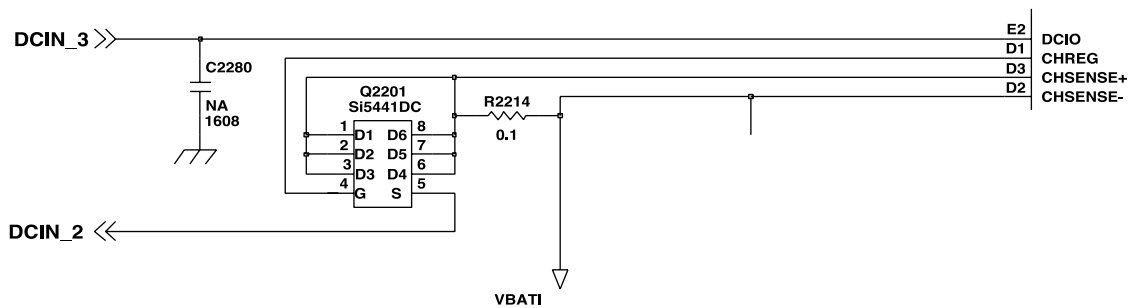 DCIN_3
E2
DCIO
D1
CHREG
D3
CHSENSE+
D2
CHSENSE-
C2280
NA
1608
Q2201
Si5441DC
R2214
0.1
1 D1 D6 8
2 D2 D5 7
3 D3 D4 6
4 G S 5
DCIN_2
VBATI